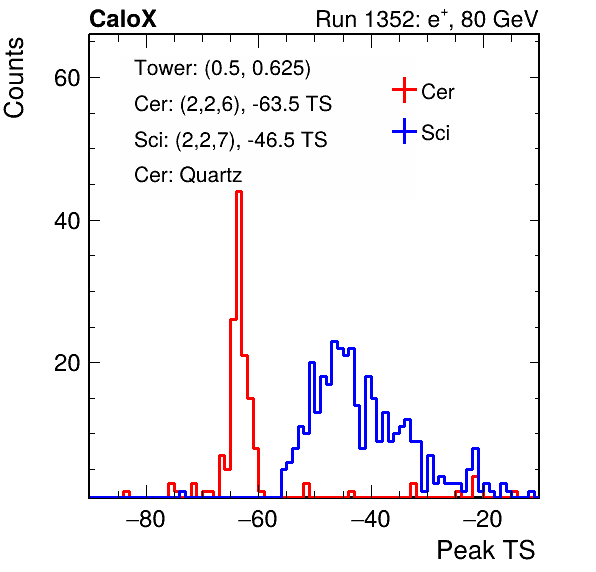 CaloX Run 1352: e⁺, 80 GeV
Counts
60
40
20
Tower: (0.5, 0.625)
Cer: (2,2,6), -63.5 TS
Sci: (2,2,7), -46.5 TS
Cer: Quartz
Cer
Sci
−80 −60 −40 −20
Peak TS